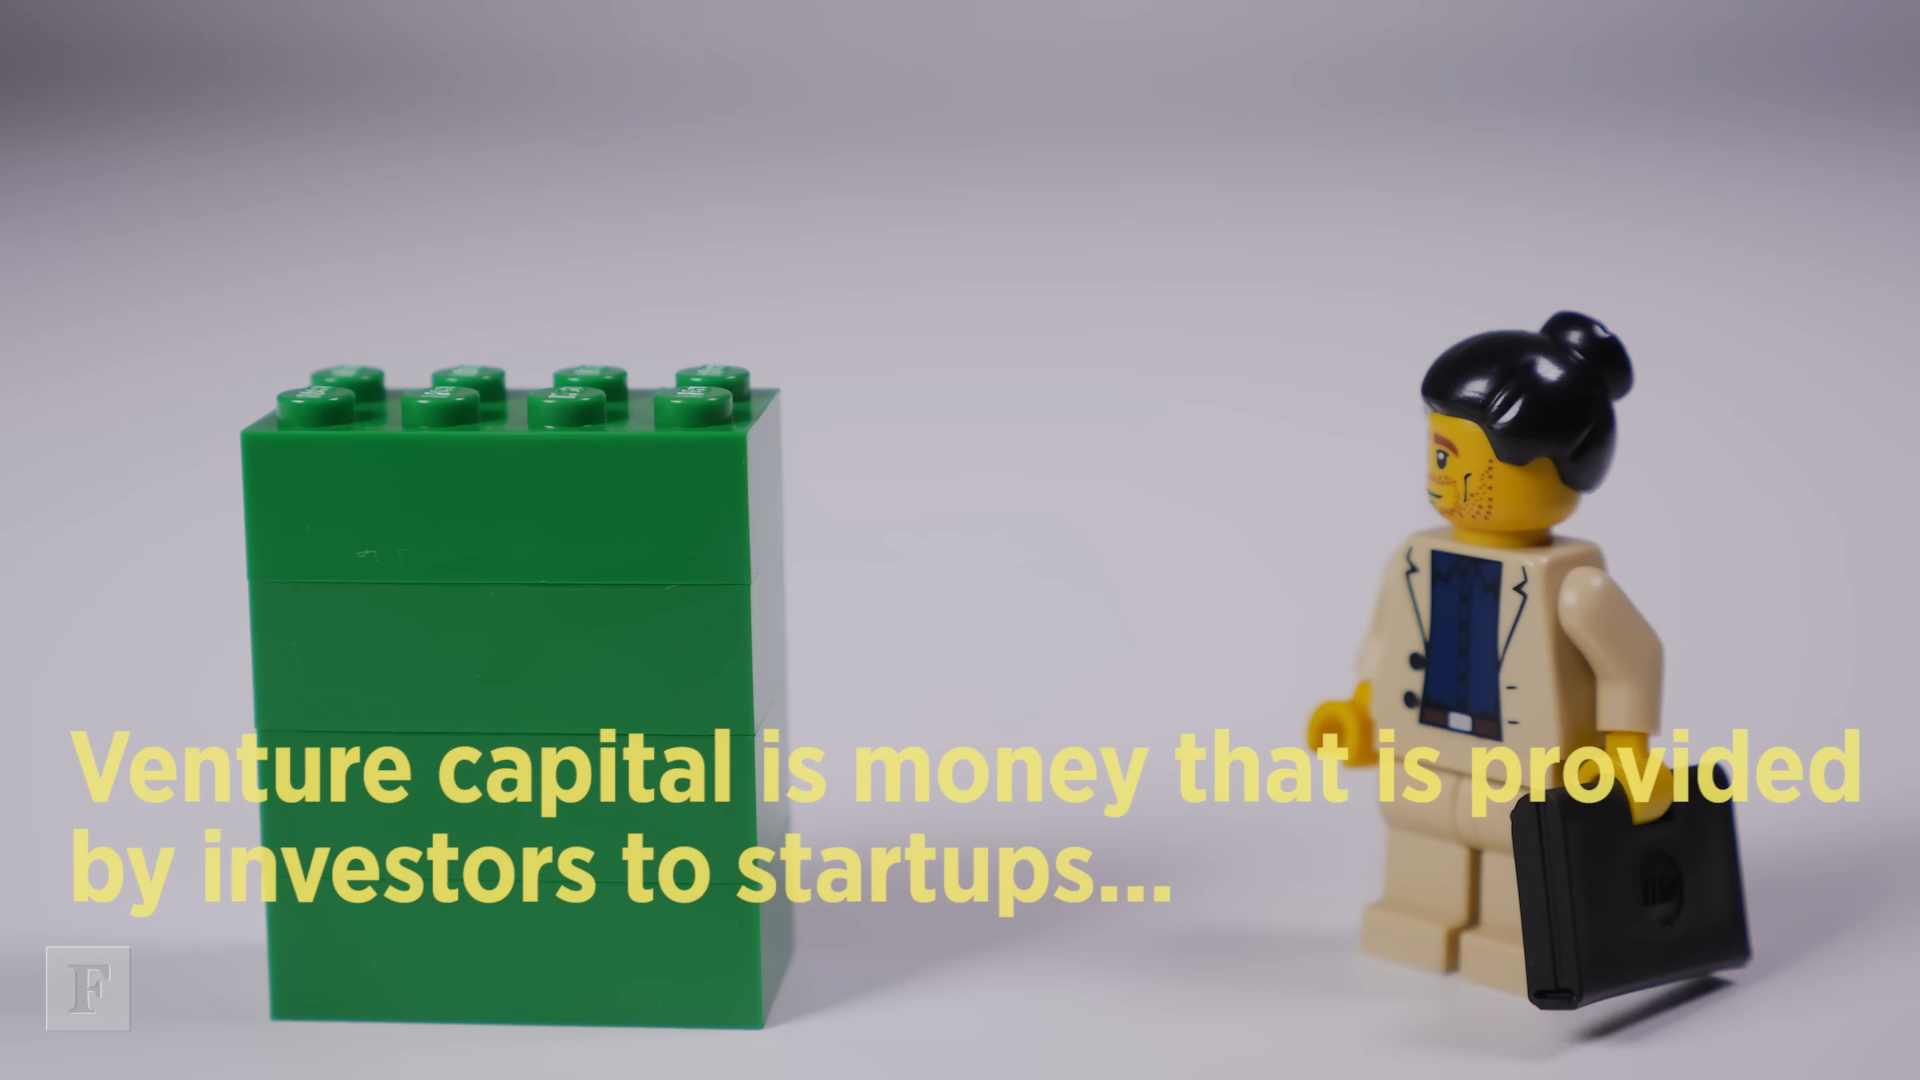 Venture capital is money that is provided
by investors to startups...
F